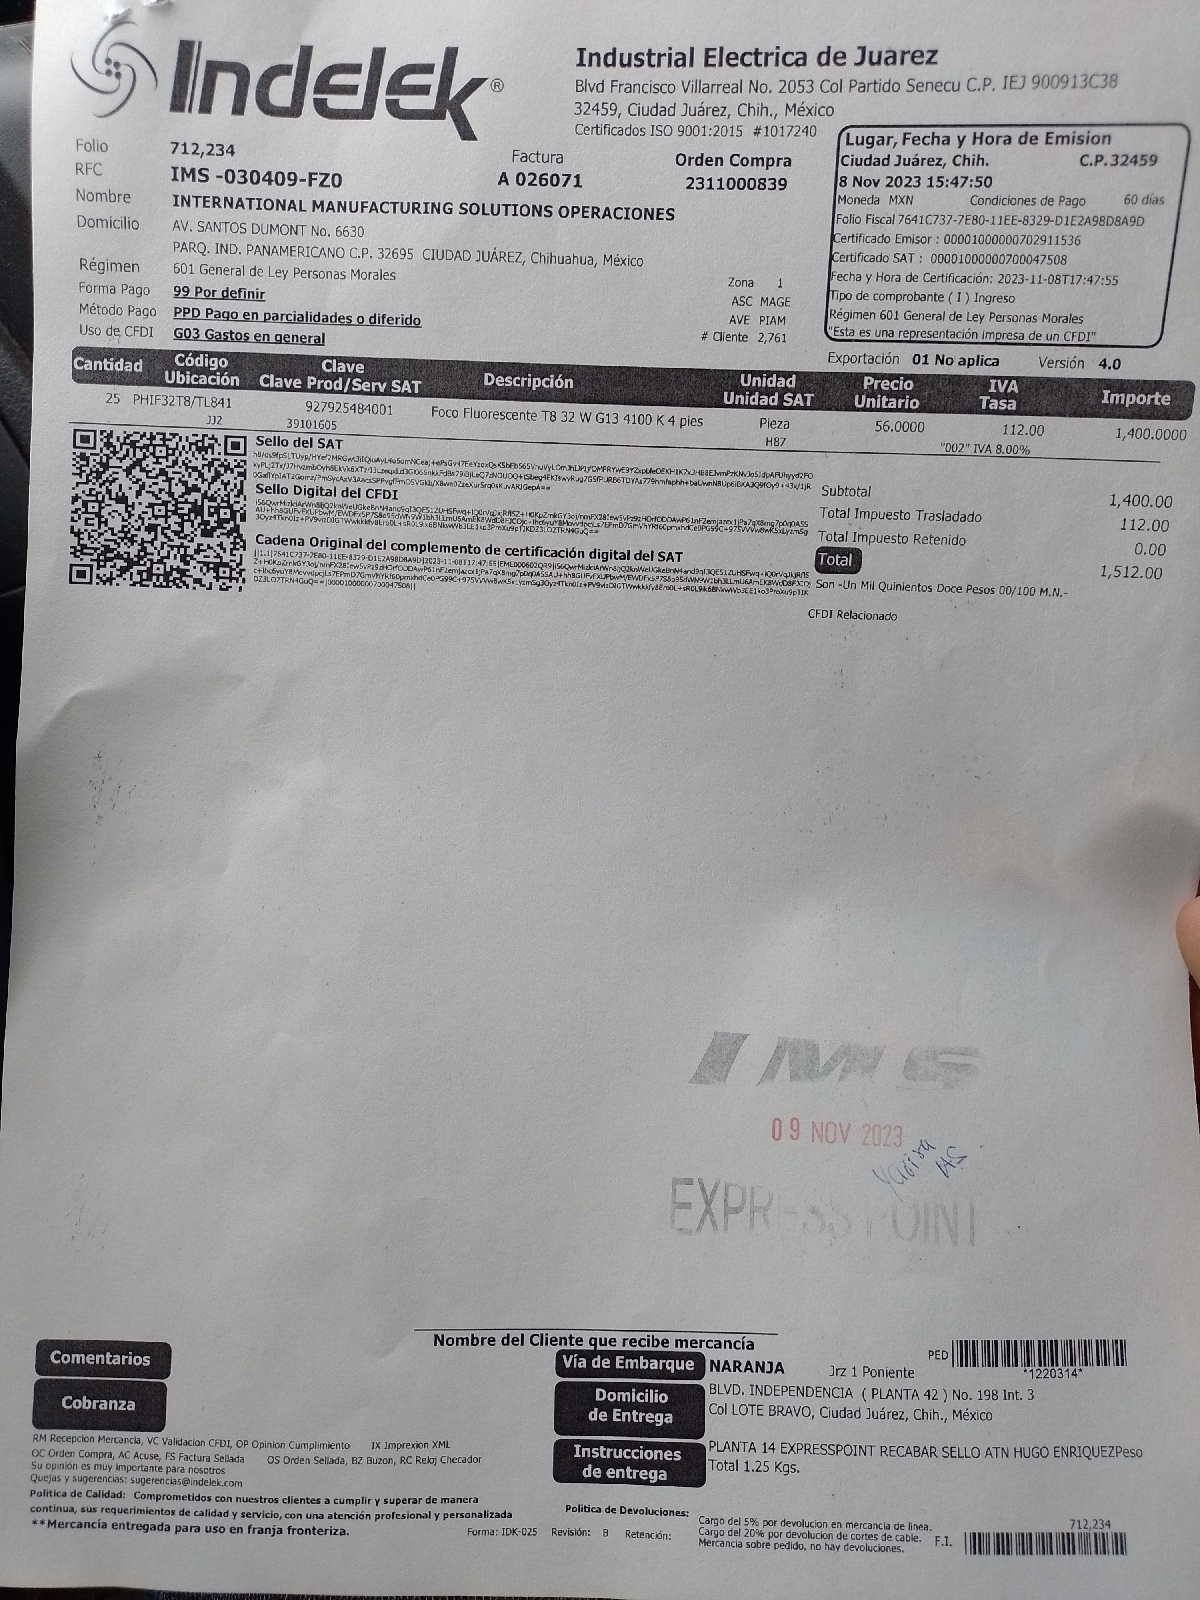 Indelek®
Industrial Electrica de Juarez
Blvd Francisco Villarreal No. 2053 Col Partido Senecu C.P. IEJ 900913C38
32459, Ciudad Juárez, Chih., México
Certificados ISO 9001:2015 #1017240
Folio 712,234
Factura
A 026071
Orden Compra
2311000839
RFC IMS -030409-FZ0
Nombre INTERNATIONAL MANUFACTURING SOLUTIONS OPERACIONES
Domicilio AV. SANTOS DUMONT No. 6630
PARQ. IND. PANAMERICANO C.P. 32695 CIUDAD JUÁREZ, Chihuahua, México
Régimen 601 General de Ley Personas Morales
Forma Pago 99 Por definir
Método Pago PPD Pago en parcialidades o diferido
Uso de CFDI G03 Gastos en general
Zona 1
ASC MAGE
AVE PIAM
# Cliente 2,761
Lugar, Fecha y Hora de Emision
Ciudad Juárez, Chih. C.P. 32459
8 Nov 2023 15:47:50
Moneda MXN Condiciones de Pago 60 días
Folio Fiscal 7641C737-7E80-11EE-8329-D1E2A98D8A9D
Certificado Emisor : 00001000000702911536
Certificado SAT : 00001000000700047508
Fecha y Hora de Certificación: 2023-11-08T17:47:55
Tipo de comprobante ( I ) Ingreso
Régimen 601 General de Ley Personas Morales
"Esta es una representación impresa de un CFDI"
Exportación 01 No aplica Versión 4.0
Cantidad Código Ubicación Clave Clave Prod/Serv SAT Descripción Unidad Unidad SAT Precio Unitario IVA Tasa Importe
25 PHIF32T8/TL841 927925484001 Foco Fluorescente T8 32 W G13 4100 K 4 pies Pieza 56.0000 112.00 1,400.0000
JJ2 39101605 H87 "002" IVA 8.00%
Sello del SAT
Sello Digital del CFDI
Cadena Original del complemento de certificación digital del SAT
Subtotal 1,400.00
Total Impuesto Trasladado 112.00
Total Impuesto Retenido 0.00
Total 1,512.00
Son -Un Mil Quinientos Doce Pesos 00/100 M.N.-
CFDI Relacionado
IMS
09 NOV 2023
Yadira
EXPRESS POINT
Nombre del Cliente que recibe mercancía
Comentarios
Cobranza
Vía de Embarque NARANJA Jrz 1 Poniente
PED *1220314*
Domicilio de Entrega
BLVD. INDEPENDENCIA ( PLANTA 42 ) No. 198 Int. 3
Col LOTE BRAVO, Ciudad Juárez, Chih., México
Instrucciones de entrega
PLANTA 14 EXPRESSPOINT RECABAR SELLO ATN HUGO ENRIQUEZPeso
Total 1.25 Kgs.
RM Recepcion Mercancia, VC Validacion CFDI, OP Opinion Cumplimiento IX Imprexion XML
OC Orden Compra, AC Acuse, FS Factura Sellada OS Orden Sellada, BZ Buzon, RC Reloj Checador
Su opinión es muy importante para nosotros
Quejas y sugerencias: sugerencias@indelek.com
Politica de Calidad: Comprometidos con nuestros clientes a cumplir y superar de manera
continua, sus requerimientos de calidad y servicio, con una atención profesional y personalizada
**Mercancía entregada para uso en franja fronteriza.
Forma: IDK-025 Revisión: B Retención:
Politica de Devoluciones:
Cargo del 5% por devolucion en mercancia de linea.
Cargo del 20% por devolucion de cortes de cable.
Mercancia sobre pedido, no hay devoluciones.
F.I. 712,234